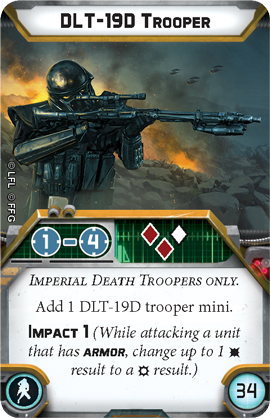 DLT-19D Trooper
© LFL © FFG
1 – 4
Imperial Death Troopers only.
Add 1 DLT-19D trooper mini.
Impact 1 (While attacking a unit
that has armor, change up to 1
result to a result.)
34